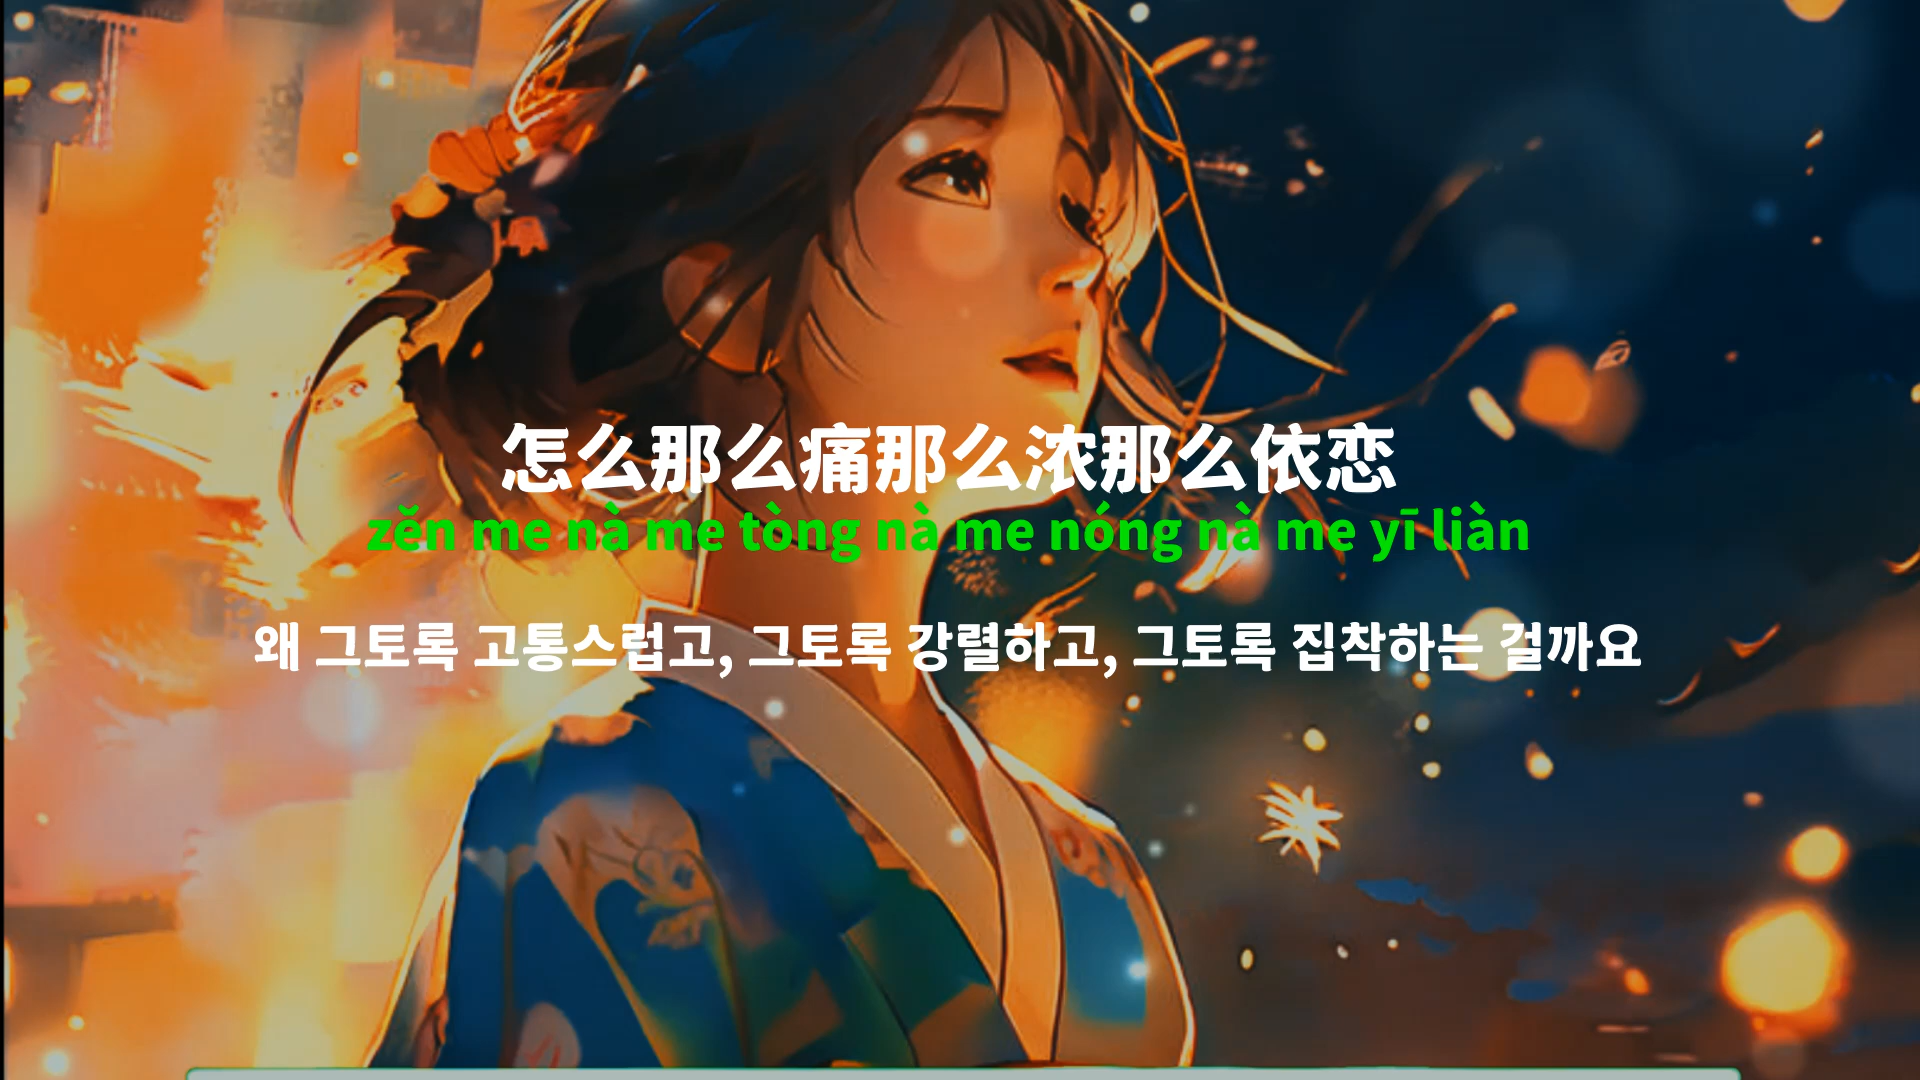 怎么那么痛那么浓那么依恋
zěn me nà me tòng nà me nóng nà me yī liàn
왜 그토록 고통스럽고, 그토록 강렬하고, 그토록 집착하는 걸까요